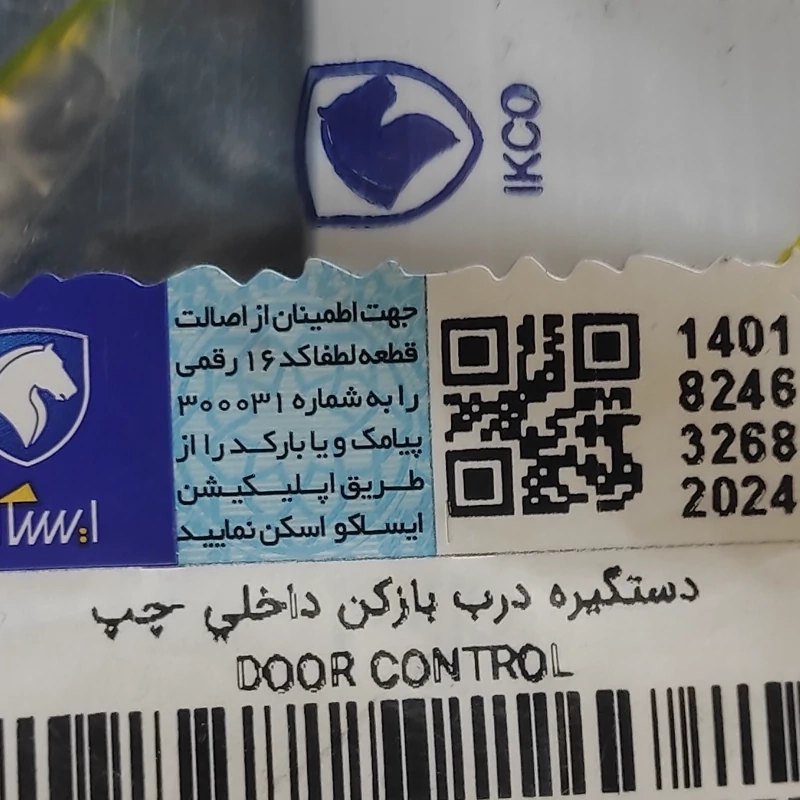 IKCO
جهت اطمینان از اصالت
قطعه لطفا کد ۱۶ رقمی
را به شماره ۳۰۰۰۳۱
پیامک و یا بارکد را از
طریق اپلیکیشن
ایساکو اسکن نمایید
1401
8246
3268
2024
دستگیره درب بازکن داخلي چپ
DOOR CONTROL